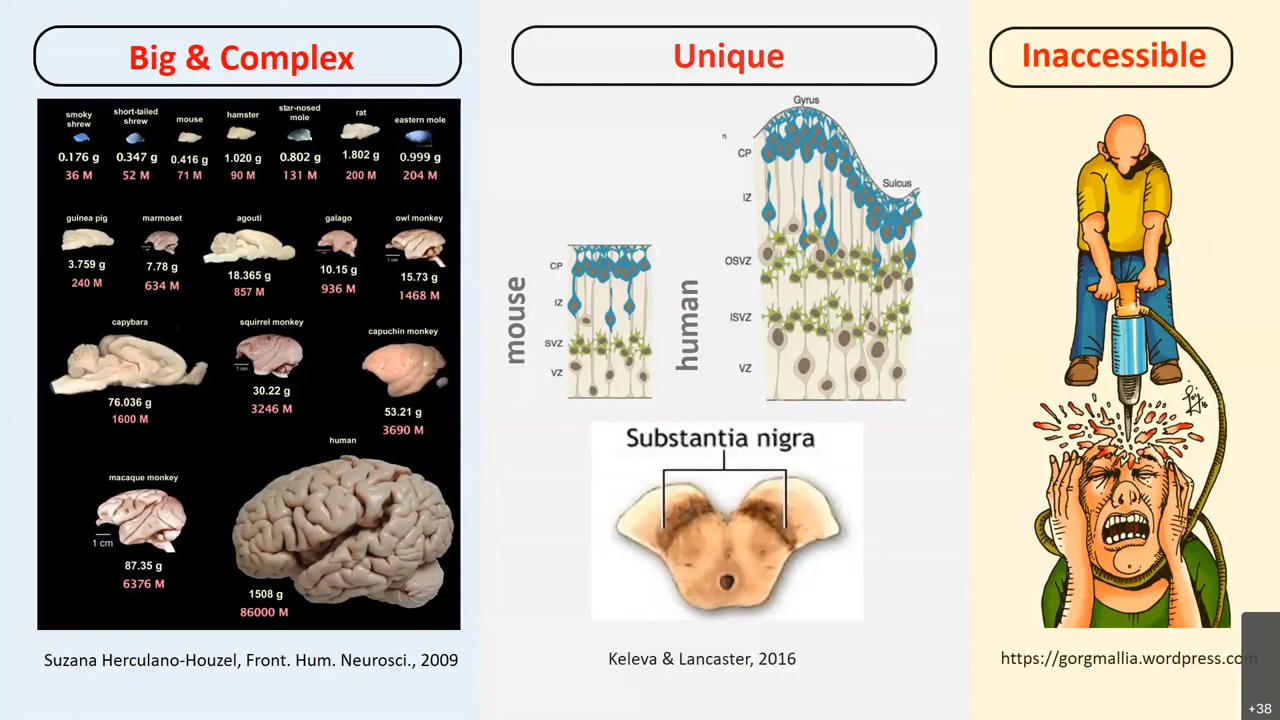 Big & Complex
smoky
shrew
0.176 g
36 M
short-tailed
shrew
0.347 g
52 M
mouse
0.416 g
71 M
hamster
1.020 g
90 M
star-nosed
mole
0.802 g
131 M
rat
1.802 g
200 M
eastern mole
0.999 g
204 M
guinea pig
3.759 g
240 M
marmoset
7.78 g
634 M
agouti
18.365 g
857 M
galago
10.15 g
936 M
owl monkey
1 cm
15.73 g
1468 M
capybara
76.036 g
1600 M
squirrel monkey
1 cm
30.22 g
3246 M
capuchin monkey
53.21 g
3690 M
macaque monkey
1 cm
87.35 g
6376 M
human
1508 g
86000 M
Suzana Herculano-Houzel, Front. Hum. Neurosci., 2009
Unique
mouse
CP
IZ
SVZ
VZ
human
Gyrus
Sulcus
n
CP
IZ
OSVZ
ISVZ
VZ
Substantia nigra
Keleva & Lancaster, 2016
Inaccessible
https://gorgmallia.wordpress.com
+38